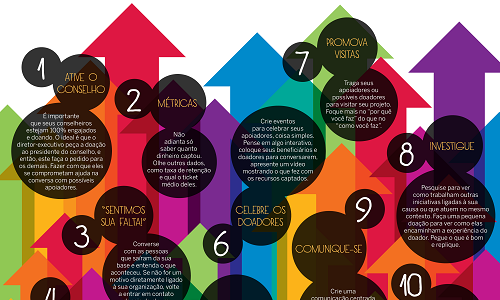 1
ATIVE O
CONSELHO
É importante
que seus conselheiros
estejam 100% engajados
e doando. O ideal é que o
diretor-executivo peça a doação
ao presidente do conselho, e
então, este faça o pedido para
os demais. Fazer com que eles
se comprometam ajuda na
conversa com possíveis
apoiadores.
2
MÉTRICAS
Não
adianta só
saber quanto
dinheiro captou.
Olhe outros dados,
como taxa de retenção
e qual o ticket
médio deles.
3
"SENTIMOS
SUA FALTA!"
Converse
com as pessoas
que saíram da sua
base e entenda o que
aconteceu. Se não for um
motivo diretamente ligado
à sua organização, volte
a entrar em contato
4
Crie eventos
para celebrar seus
apoiadores, coisa simples.
Pense em algo interativo,
coloque seus beneficiários e
doadores para conversarem,
apresente um vídeo
mostrando o que fez com
os recursos captados.
6
CELEBRE OS
DOADORES
7
PROMOVA
VISITAS
Traga seus
apoiadores ou
possíveis doadores
para visitar seu projeto.
Foque mais no "por quê
você faz" do que no
"como você faz".
8
INVESTIGUE
Pesquise para ver
como trabalham outras
iniciativas ligadas à sua
causa ou que atuem no mesmo
contexto. Faça uma pequena
doação para ver como elas
encaminham a experiência do
doador. Pegue o que é bom
e replique.
9
COMUNIQUE-SE
Crie uma
comunicação centrada
10